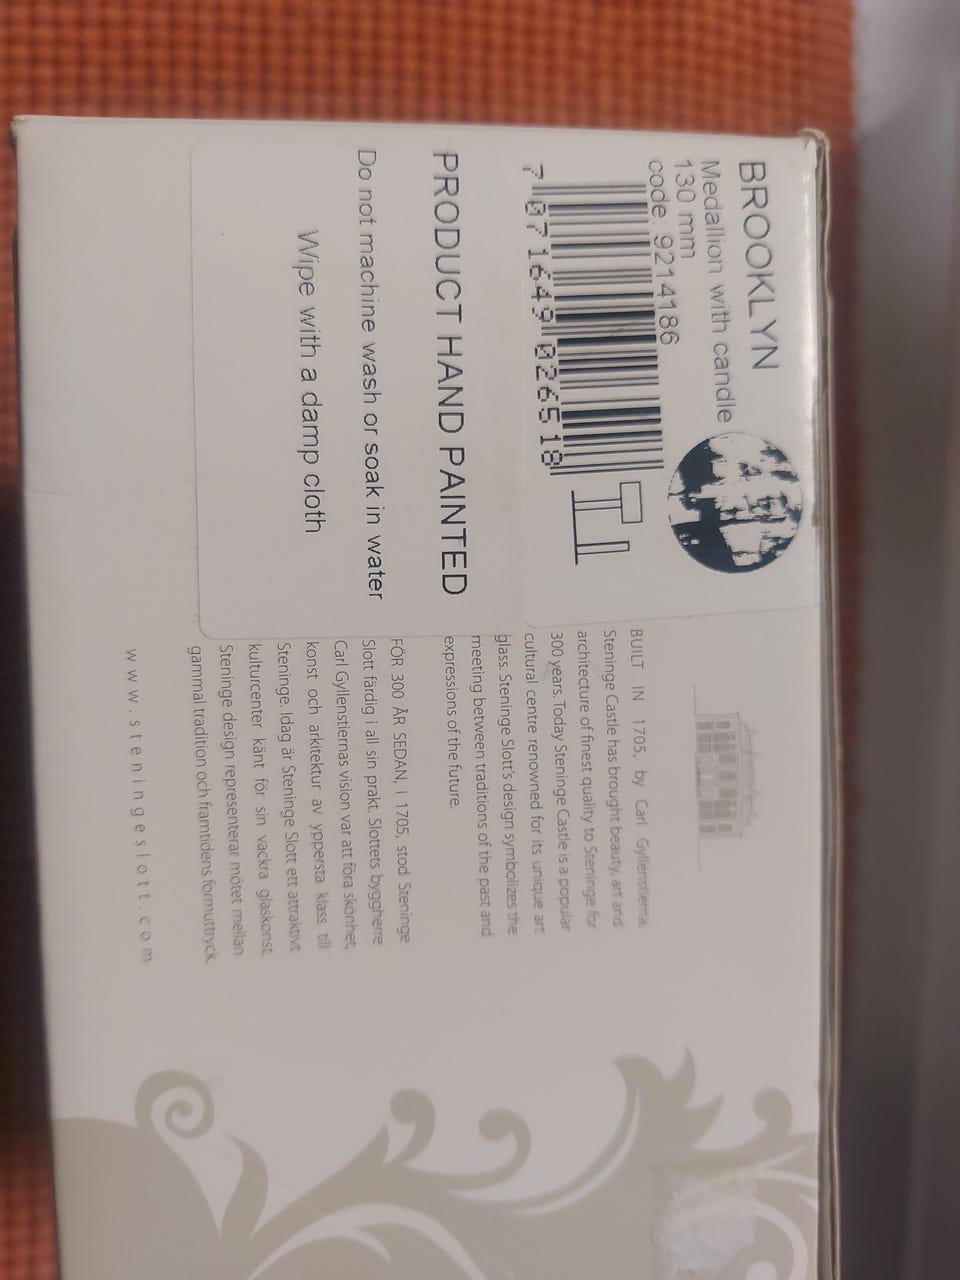 BROOKLYN
Medallion with candle
130 mm
code: 9214186
7 071649 026518
PRODUCT HAND PAINTED
Do not machine wash or soak in water
Wipe with a damp cloth
BUILT IN 1705, by Carl Gyllenstierna,
Steninge Castle has brought beauty, art and
architecture of finest quality to Steninge for
300 years. Today Steninge Castle is a popular
cultural centre renowned for its unique art
glass. Steninge Slott's design symbolizes the
meeting between traditions of the past and
expressions of the future.
FÖR 300 ÅR SEDAN, i 1705, stod Steninge
Slott färdig i all sin prakt. Slottets byggherre
Carl Gyllenstiernas vision var att föra skönhet,
konst och arkitektur av yppersta klass till
Steninge. Idag är Steninge Slott ett attraktivt
kulturcenter känt för sin vackra glaskonst.
Steninge design representerar mötet mellan
gammal tradition och framtidens formuttryck.
www.steningeslott.com